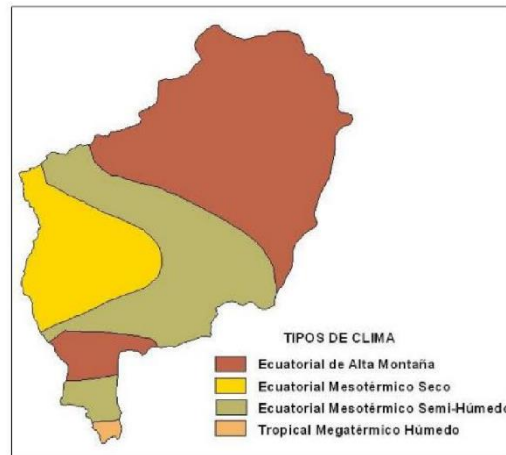 TIPOS DE CLIMA
Ecuatorial de Alta Montaña
Ecuatorial Mesotérmico Seco
Ecuatorial Mesotérmico Semi-Húmedo
Tropical Megatérmico Húmedo